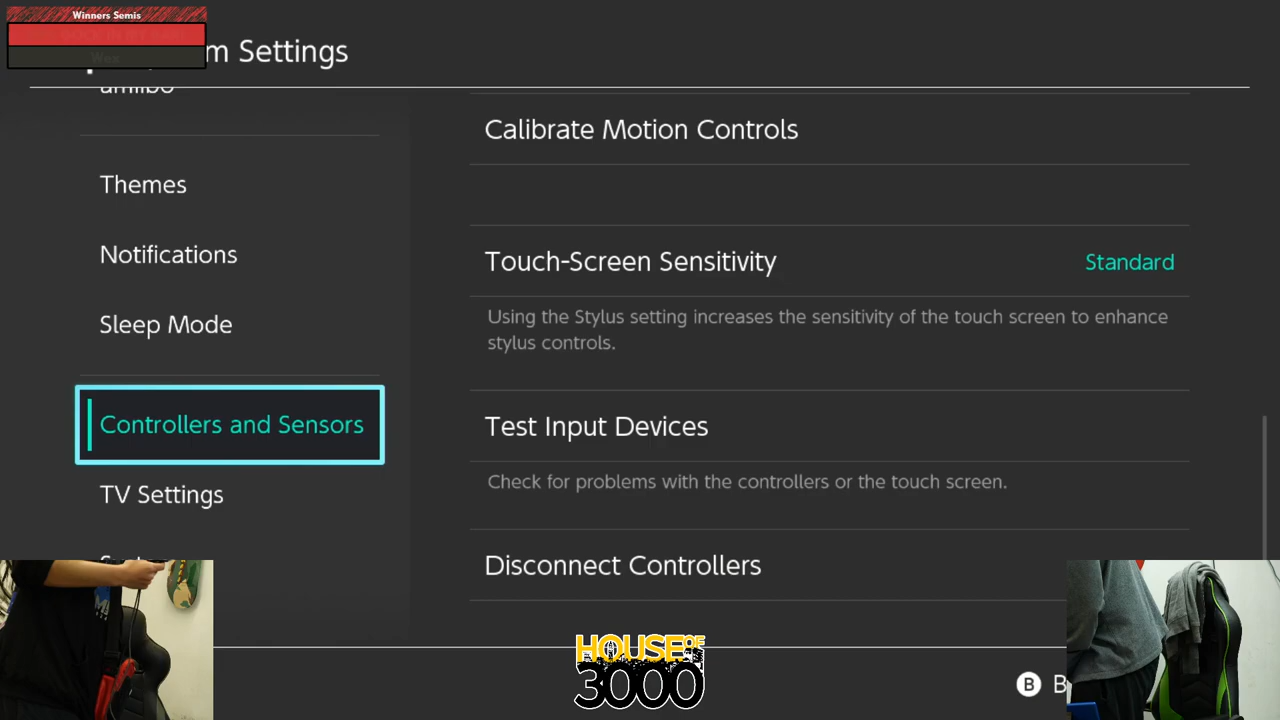 Winners Semis
Wex
m Settings
amiibo
Themes
Notifications
Sleep Mode
Controllers and Sensors
TV Settings
Calibrate Motion Controls
Touch-Screen Sensitivity
Standard
Using the Stylus setting increases the sensitivity of the touch screen to enhance
stylus controls.
Test Input Devices
Check for problems with the controllers or the touch screen.
Disconnect Controllers
HOUSE OF
3000
B B